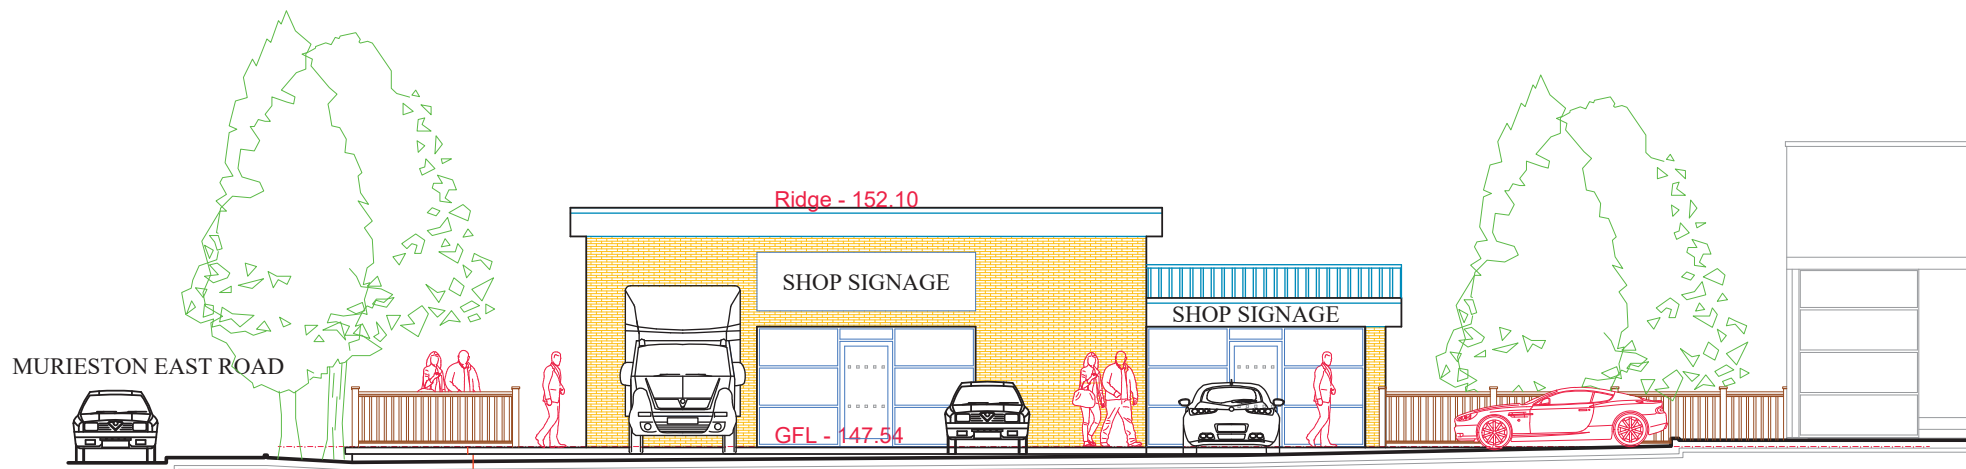 Ridge - 152.10
SHOP SIGNAGE
SHOP SIGNAGE
MURIESTON EAST ROAD
GFL - 147.54